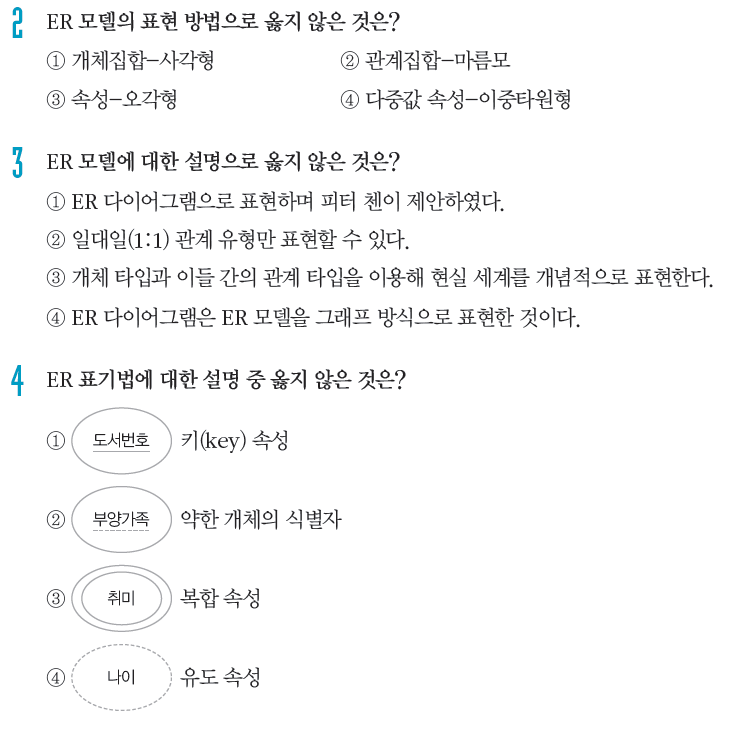 2 ER 모델의 표현 방법으로 옳지 않은 것은?
① 개체집합-사각형 ② 관계집합-마름모
③ 속성-오각형 ④ 다중값 속성-이중타원형
3 ER 모델에 대한 설명으로 옳지 않은 것은?
① ER 다이어그램으로 표현하며 피터 첸이 제안하였다.
② 일대일(1:1) 관계 유형만 표현할 수 있다.
③ 개체 타입과 이들 간의 관계 타입을 이용해 현실 세계를 개념적으로 표현한다.
④ ER 다이어그램은 ER 모델을 그래프 방식으로 표현한 것이다.
4 ER 표기법에 대한 설명 중 옳지 않은 것은?
① 도서번호 키(key) 속성
② 부양가족 약한 개체의 식별자
③ 취미 복합 속성
④ 나이 유도 속성